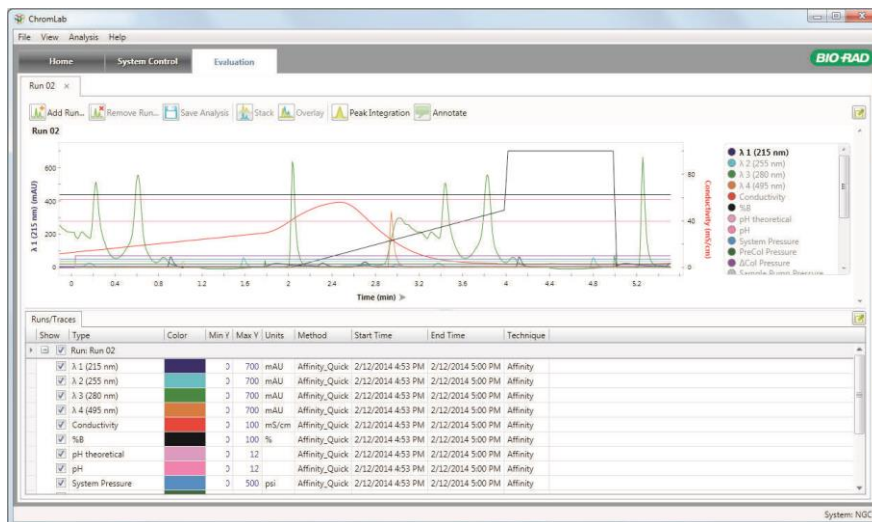 ChromLab
File View Analysis Help
Home System Control Evaluation
BIO-RAD
Run 02 ×
Add Run... Remove Run... Save Analysis Stack Overlay Peak Integration Annotate
Run 02
λ 1 (215 nm) (mAU)
600
400
200
0
0 0.4 0.8 1.2 1.6 2 2.4 2.8 3.2 3.6 4 4.4 4.8 5.2
Time (min)
80
40
0
Conductivity (mS/cm)
λ 1 (215 nm)
λ 2 (255 nm)
λ 3 (280 nm)
λ 4 (495 nm)
Conductivity
%B
pH theoretical
pH
System Pressure
PreCol Pressure
ΔCol Pressure
Sample Pump Pressure
Runs/Traces
Show Type Color Min Y Max Y Units Method Start Time End Time Technique
Run: Run 02
λ 1 (215 nm) 700 mAU Affinity_Quick 2/12/2014 4:53 PM 2/12/2014 5:00 PM Affinity
λ 2 (255 nm) 700 mAU Affinity_Quick 2/12/2014 4:53 PM 2/12/2014 5:00 PM Affinity
λ 3 (280 nm) 700 mAU Affinity_Quick 2/12/2014 4:53 PM 2/12/2014 5:00 PM Affinity
λ 4 (495 nm) 700 mAU Affinity_Quick 2/12/2014 4:53 PM 2/12/2014 5:00 PM Affinity
Conductivity 100 mS/cm Affinity_Quick 2/12/2014 4:53 PM 2/12/2014 5:00 PM Affinity
%B 100 % Affinity_Quick 2/12/2014 4:53 PM 2/12/2014 5:00 PM Affinity
pH theoretical 12 Affinity_Quick 2/12/2014 4:53 PM 2/12/2014 5:00 PM Affinity
pH 12 Affinity_Quick 2/12/2014 4:53 PM 2/12/2014 5:00 PM Affinity
System Pressure 500 psi Affinity_Quick 2/12/2014 4:53 PM 2/12/2014 5:00 PM Affinity
System: NGC